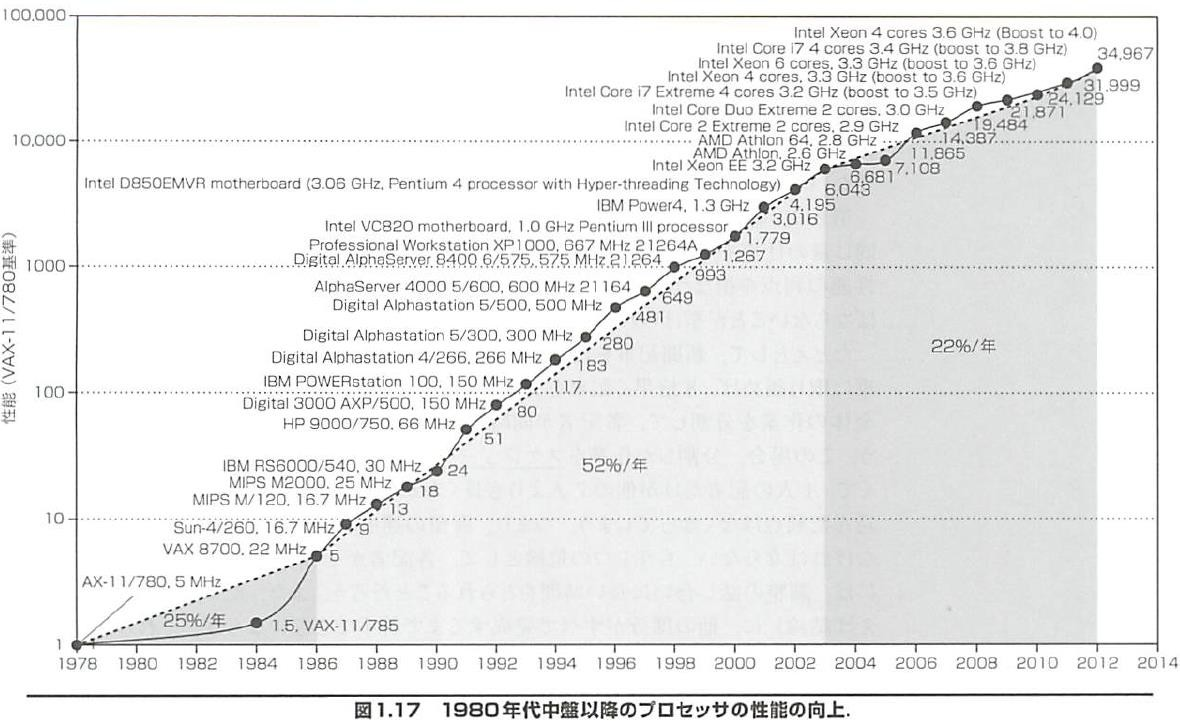 100,000
10,000
1000
100
10
1
性能（VAX-11/780基準）
Intel Xeon 4 cores 3.6 GHz (Boost to 4.0)
Intel Core i7 4 cores 3.4 GHz (boost to 3.8 GHz)
Intel Xeon 6 cores, 3.3 GHz (boost to 3.6 GHz)
Intel Xeon 4 cores, 3.3 GHz (boost to 3.6 GHz)
Intel Core i7 Extreme 4 cores 3.2 GHz (boost to 3.5 GHz)
Intel Core Duo Extreme 2 cores, 3.0 GHz
Intel Core 2 Extreme 2 cores, 2.9 GHz
AMD Athlon 64, 2.8 GHz
AMD Athlon, 2.6 GHz
Intel Xeon EE 3.2 GHz
Intel D850EMVR motherboard (3.06 GHz, Pentium 4 processor with Hyper-threading Technology)
IBM Power4, 1.3 GHz
Intel VC820 motherboard, 1.0 GHz Pentium III processor
Professional Workstation XP1000, 667 MHz 21264A
Digital AlphaServer 8400 6/575, 575 MHz 21264
AlphaServer 4000 5/600, 600 MHz 21164
Digital Alphastation 5/500, 500 MHz
Digital Alphastation 5/300, 300 MHz
Digital Alphastation 4/266, 266 MHz
IBM POWERstation 100, 150 MHz
Digital 3000 AXP/500, 150 MHz
HP 9000/750, 66 MHz
IBM RS6000/540, 30 MHz
MIPS M2000, 25 MHz
MIPS M/120, 16.7 MHz
Sun-4/260, 16.7 MHz
VAX 8700, 22 MHz
AX-11/780, 5 MHz
34,967
31,999
24,129
21,871
19,484
14,387
11,865
7,108
6,681
6,043
4,195
3,016
1,779
1,267
993
649
481
280
183
117
80
51
24
18
13
9
5
1.5, VAX-11/785
25%/年
52%/年
22%/年
1978 1980 1982 1984 1986 1988 1990 1992 1994 1996 1998 2000 2002 2004 2006 2008 2010 2012 2014
図1.17 1980年代中盤以降のプロセッサの性能の向上.